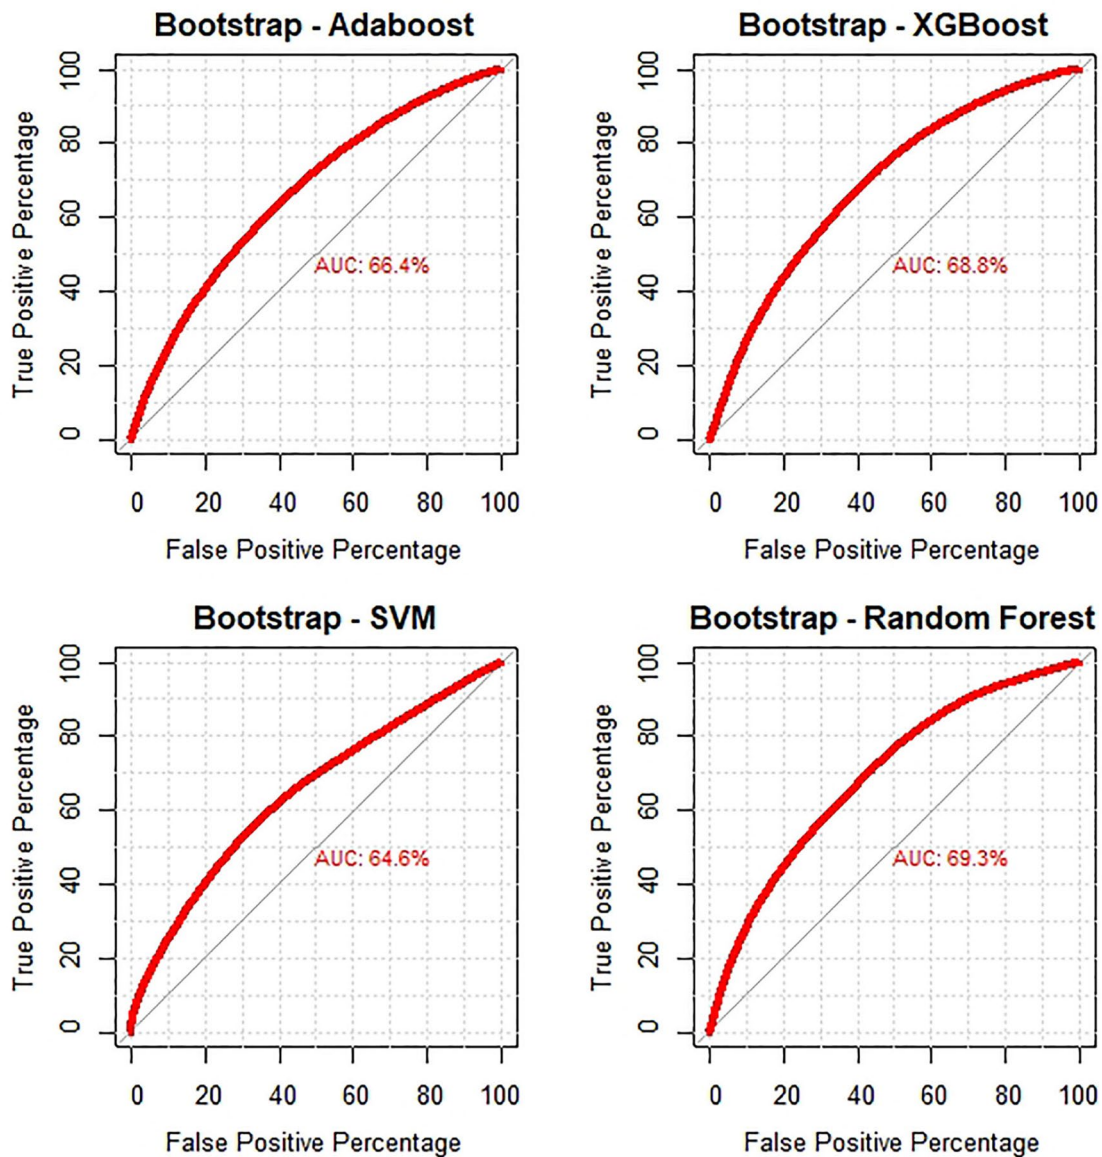 Bootstrap - Adaboost
True Positive Percentage
100
80
60
40
20
0
AUC: 66.4%
0 20 40 60 80 100
False Positive Percentage
Bootstrap - XGBoost
True Positive Percentage
100
80
60
40
20
0
AUC: 68.8%
0 20 40 60 80 100
False Positive Percentage
Bootstrap - SVM
True Positive Percentage
100
80
60
40
20
0
AUC: 64.6%
0 20 40 60 80 100
False Positive Percentage
Bootstrap - Random Forest
True Positive Percentage
100
80
60
40
20
0
AUC: 69.3%
0 20 40 60 80 100
False Positive Percentage